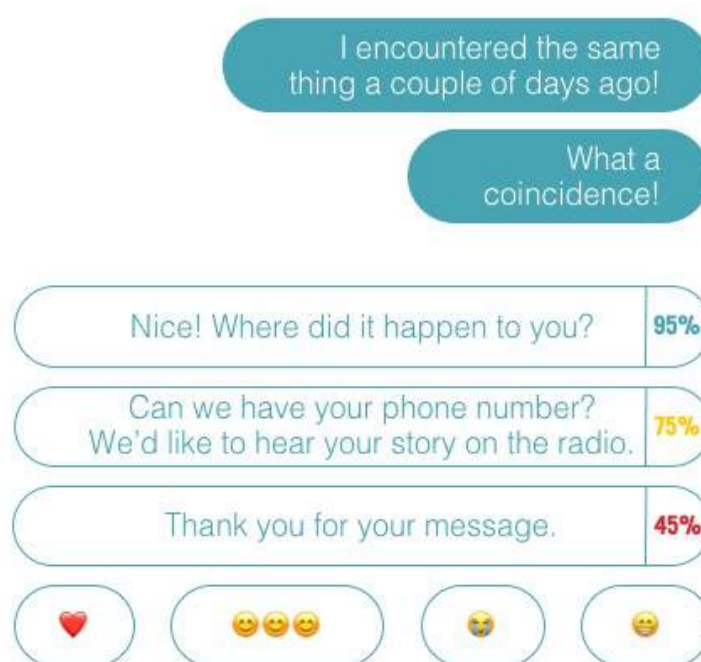 I encountered the same
thing a couple of days ago!
What a
coincidence!
Nice! Where did it happen to you? 95%
Can we have your phone number?
We'd like to hear your story on the radio. 75%
Thank you for your message. 45%